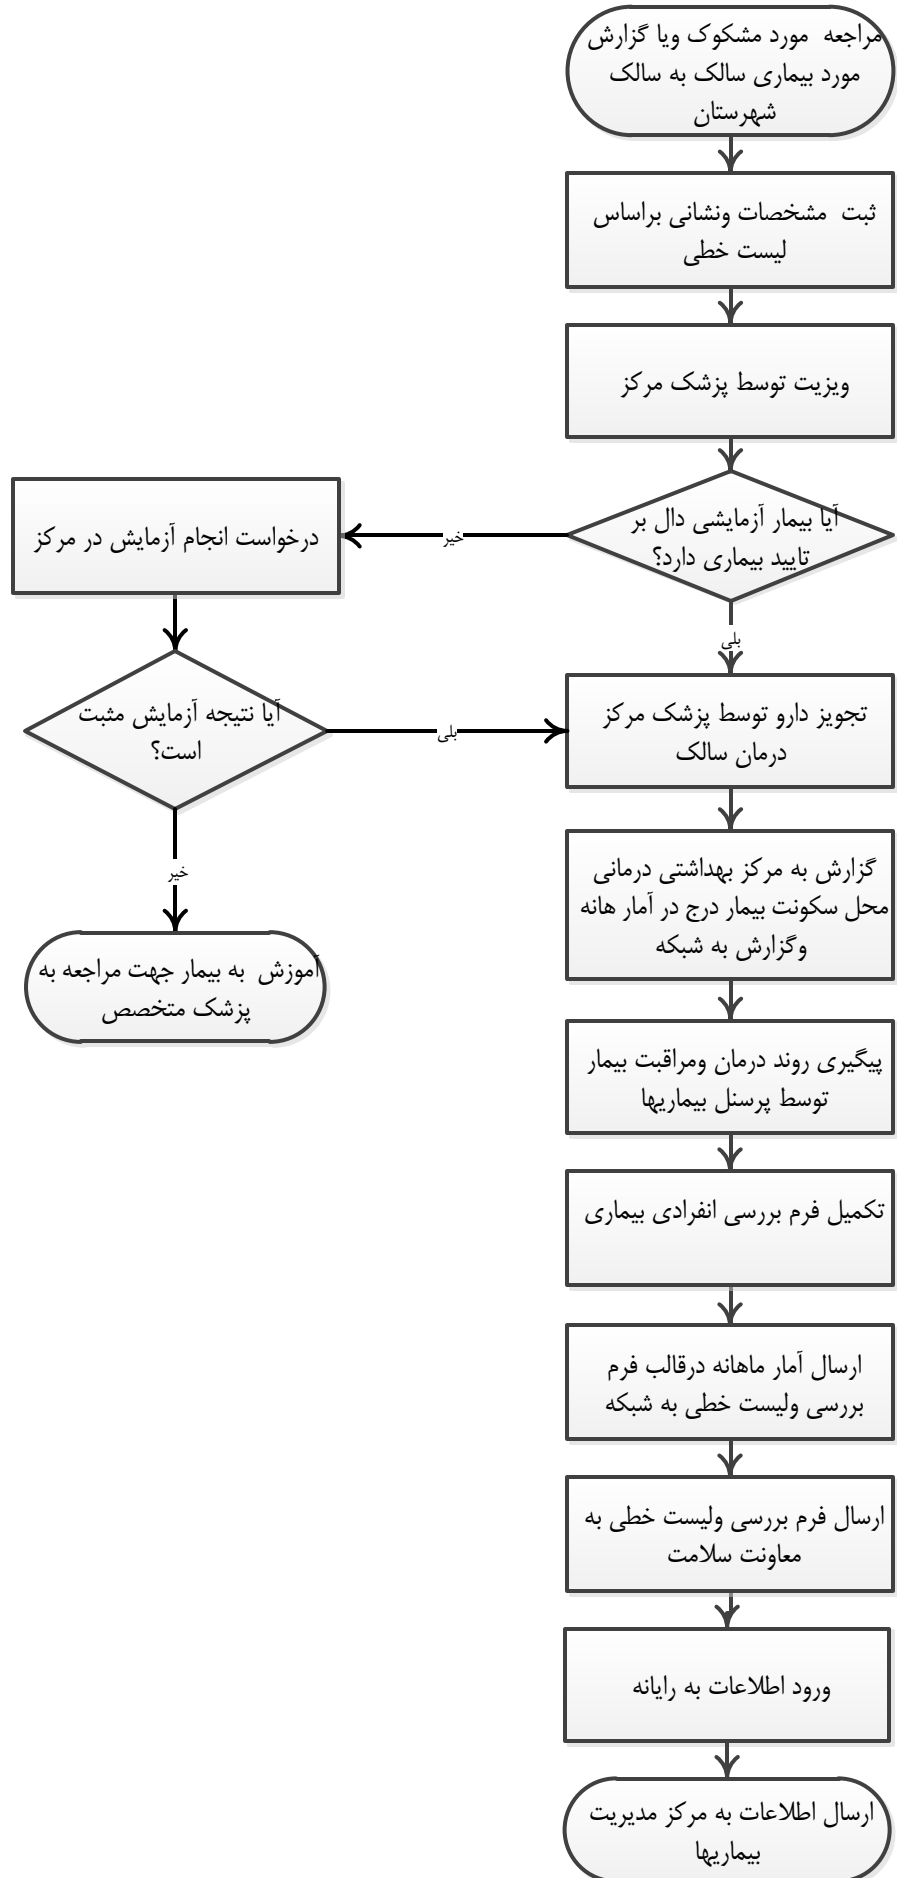 مراجعه مورد مشکوک ویا گزارش
مورد بیماری سالک به سالک
شهرستان
ثبت مشخصات ونشانی براساس
لیست خطی
ویزیت توسط پزشک مرکز
آیا بیمار آزمایشی دال بر
تایید بیماری دارد؟
خیر
درخواست انجام آزمایش در مرکز
بلی
آیا نتیجه آزمایش مثبت
است؟
بلی
تجویز دارو توسط پزشک مرکز
درمان سالک
خیر
آموزش به بیمار جهت مراجعه به
پزشک متخصص
گزارش به مرکز بهداشتی درمانی
محل سکونت بیمار درج در آمار هانه
وگزارش به شبکه
پیگیری روند درمان ومراقبت بیمار
توسط پرسنل بیماریها
تکمیل فرم بررسی انفرادی بیماری
ارسال آمار ماهانه درقالب فرم
بررسی ولیست خطی به شبکه
ارسال فرم بررسی ولیست خطی به
معاونت سلامت
ورود اطلاعات به رایانه
ارسال اطلاعات به مرکز مدیریت
بیماریها